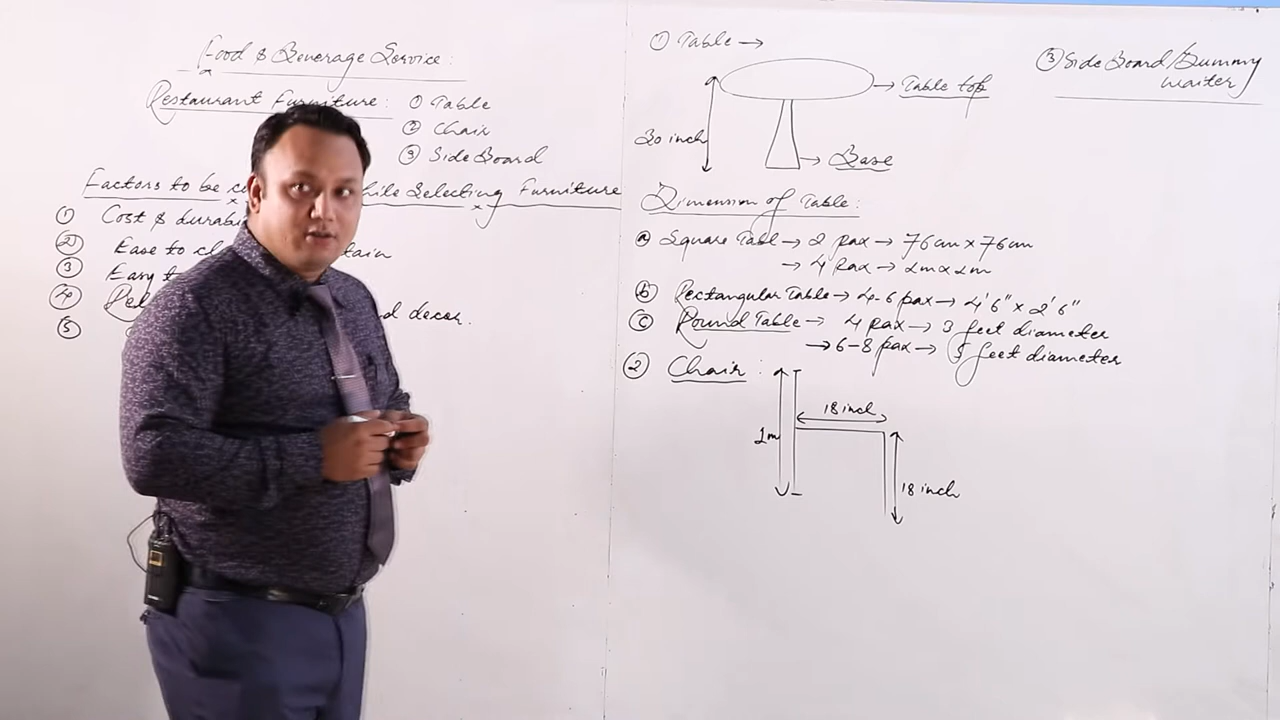 Food & Beverage Service:
Restaurant Furniture: ① Table
② Chair
③ Side Board
Factors to be while Selecting Furniture
① Cost &
② Ease to
③ Easy t
④ d decor.
⑤
① Table →
30 inch
→ Table top
→ Base
Dimension of Table:
ⓐ Square Tabl → 2 pax → 76cm × 76cm
→ 4 pax → 1m × 1m
ⓑ Rectangular Table → 4-6 pax → 4'6" × 2'6"
ⓒ Round Table → 4 pax → 3 feet diameter
→ 6-8 pax → 5 feet diameter
② Chair:
18 inch
1m
18 inch
③ Side Board/Dummy
waiter